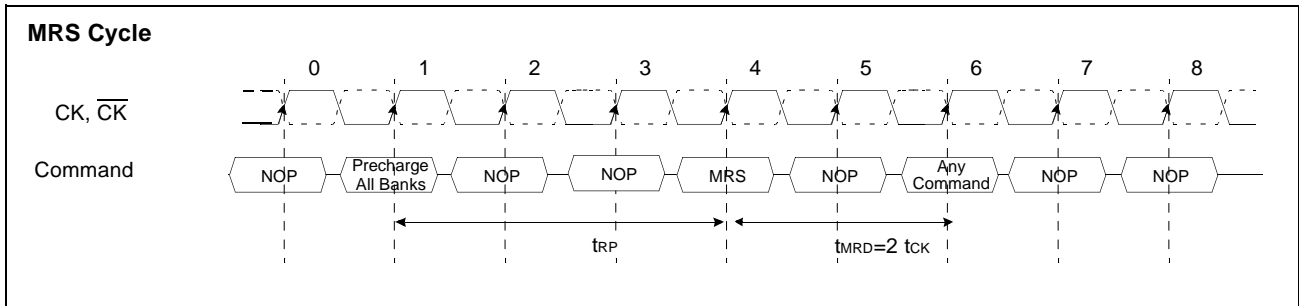 MRS Cycle
0 1 2 3 4 5 6 7 8
CK, C̅K̅
Command
NOP Precharge All Banks NOP NOP MRS NOP Any Command NOP NOP
tRP tMRD=2 tCK